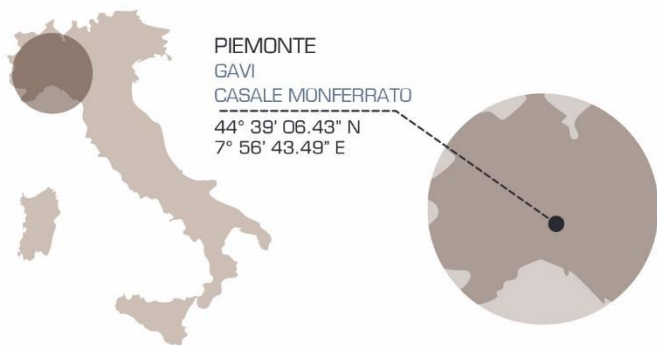 PIEMONTE
GAVI
CASALE MONFERRATO
44° 39' 06.43” N
7° 56' 43.49” E